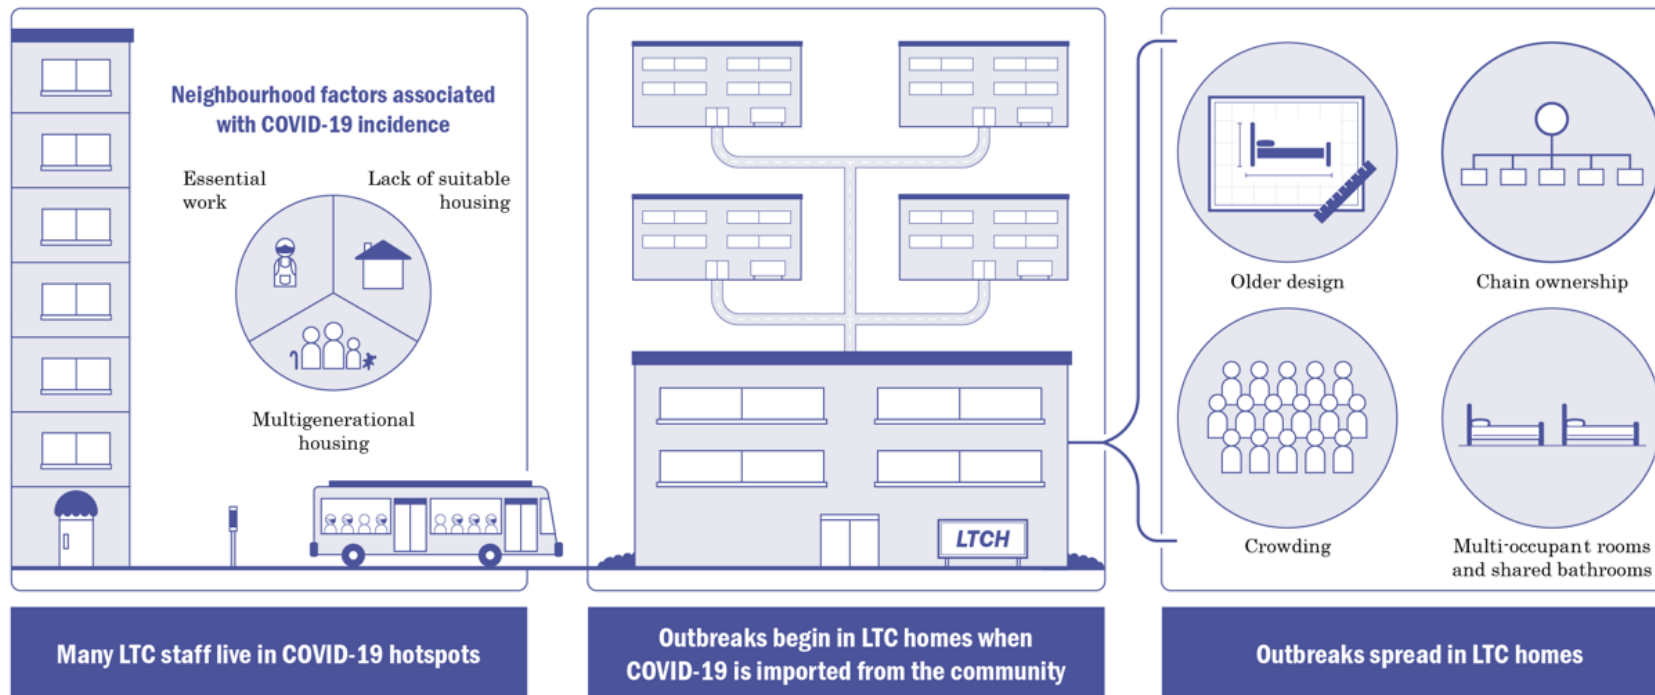 Neighbourhood factors associated
with COVID-19 incidence
Essential
work
Lack of suitable
housing
Multigenerational
housing
Many LTC staff live in COVID-19 hotspots
LTCH
Outbreaks begin in LTC homes when
COVID-19 is imported from the community
Older design
Chain ownership
Crowding
Multi-occupant rooms
and shared bathrooms
Outbreaks spread in LTC homes